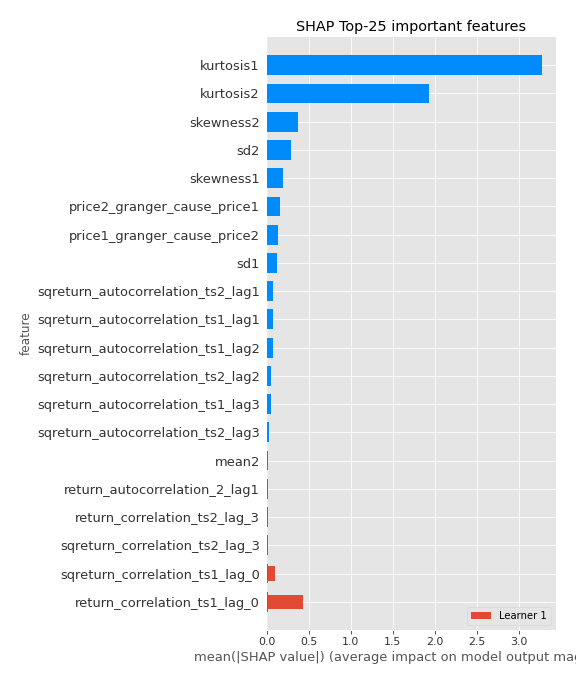 SHAP Top-25 important features
kurtosis1
kurtosis2
skewness2
sd2
skewness1
price2_granger_cause_price1
price1_granger_cause_price2
sd1
sqreturn_autocorrelation_ts2_lag1
sqreturn_autocorrelation_ts1_lag1
sqreturn_autocorrelation_ts1_lag2
sqreturn_autocorrelation_ts2_lag2
sqreturn_autocorrelation_ts1_lag3
sqreturn_autocorrelation_ts2_lag3
mean2
return_autocorrelation_2_lag1
return_correlation_ts2_lag_3
sqreturn_correlation_ts2_lag_3
sqreturn_correlation_ts1_lag_0
return_correlation_ts1_lag_0
feature
Learner 1
0.0 0.5 1.0 1.5 2.0 2.5 3.0
mean(|SHAP value|) (average impact on model output mag